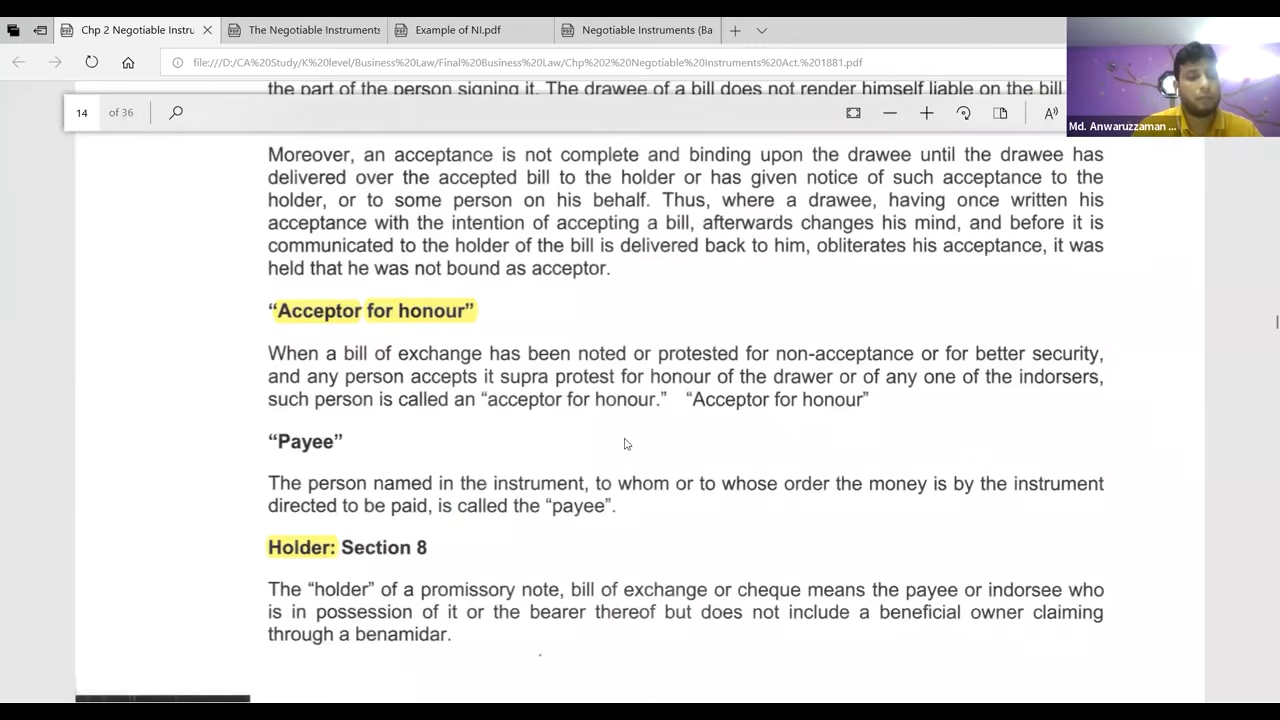 Chp 2 Negotiable Instru
The Negotiable Instruments
Example of NI.pdf
Negotiable Instruments (Ba
file:///D:/CA%20Study/K%20level/Business%20Law/Final%20Business%20Law/Chp%202%20Negotiable%20Instruments%20Act.%201881.pdf
the part of the person signing it. The drawee of a bill does not render himself liable on the bill
14 of 36
Md. Anwaruzzaman ...
Moreover, an acceptance is not complete and binding upon the drawee until the drawee has
delivered over the accepted bill to the holder or has given notice of such acceptance to the
holder, or to some person on his behalf. Thus, where a drawee, having once written his
acceptance with the intention of accepting a bill, afterwards changes his mind, and before it is
communicated to the holder of the bill is delivered back to him, obliterates his acceptance, it was
held that he was not bound as acceptor.
“Acceptor for honour”
When a bill of exchange has been noted or protested for non-acceptance or for better security,
and any person accepts it supra protest for honour of the drawer or of any one of the indorsers,
such person is called an “acceptor for honour.” “Acceptor for honour”
“Payee”
The person named in the instrument, to whom or to whose order the money is by the instrument
directed to be paid, is called the “payee”.
Holder: Section 8
The “holder” of a promissory note, bill of exchange or cheque means the payee or indorsee who
is in possession of it or the bearer thereof but does not include a beneficial owner claiming
through a benamidar.